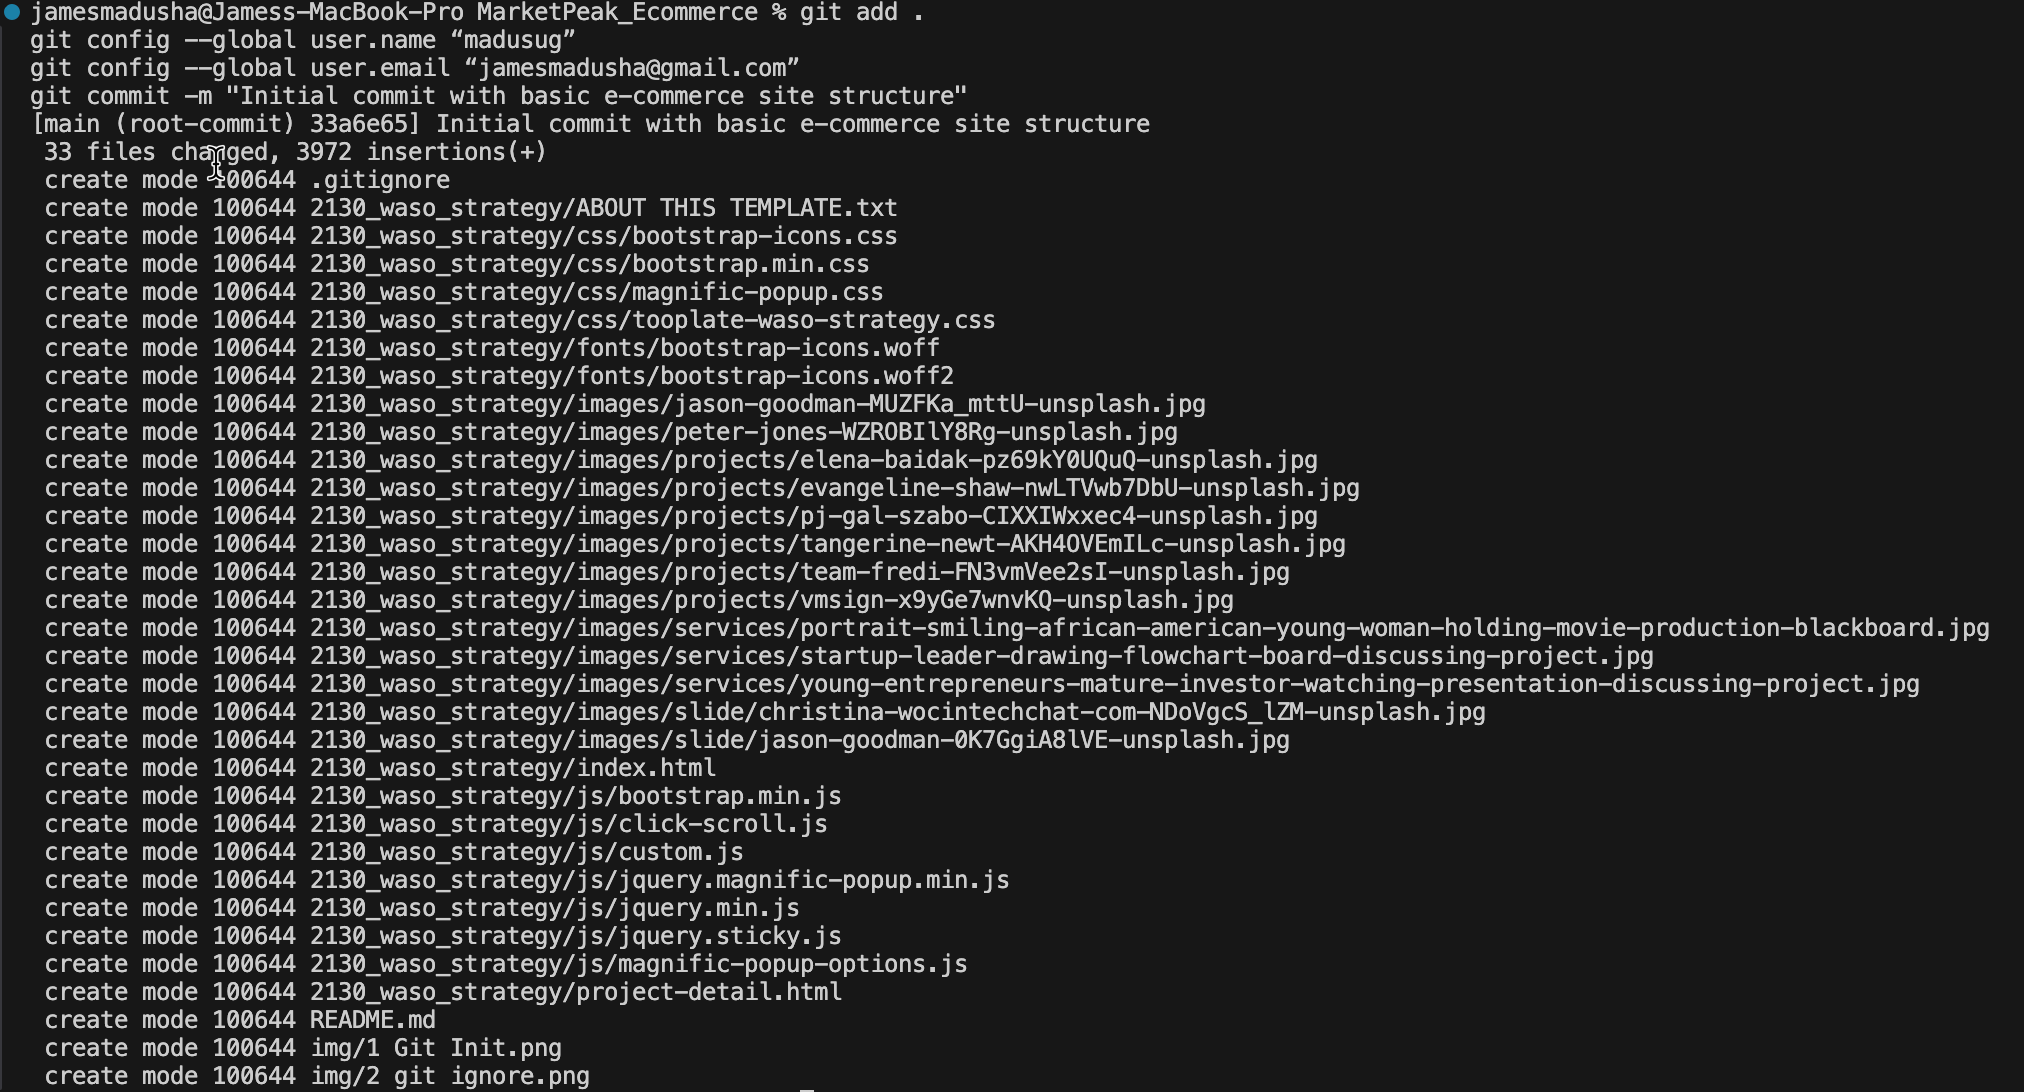 jamesmadusha@Jamess-MacBook-Pro MarketPeak_Ecommerce % git add .
git config --global user.name “madusug”
git config --global user.email “jamesmadusha@gmail.com”
git commit -m "Initial commit with basic e-commerce site structure"
[main (root-commit) 33a6e65] Initial commit with basic e-commerce site structure
33 files changed, 3972 insertions(+)
create mode 100644 .gitignore
create mode 100644 2130_waso_strategy/ABOUT THIS TEMPLATE.txt
create mode 100644 2130_waso_strategy/css/bootstrap-icons.css
create mode 100644 2130_waso_strategy/css/bootstrap.min.css
create mode 100644 2130_waso_strategy/css/magnific-popup.css
create mode 100644 2130_waso_strategy/css/tooplate-waso-strategy.css
create mode 100644 2130_waso_strategy/fonts/bootstrap-icons.woff
create mode 100644 2130_waso_strategy/fonts/bootstrap-icons.woff2
create mode 100644 2130_waso_strategy/images/jason-goodman-MUZFKa_mttU-unsplash.jpg
create mode 100644 2130_waso_strategy/images/peter-jones-WZROBIlY8Rg-unsplash.jpg
create mode 100644 2130_waso_strategy/images/projects/elena-baidak-pz69kY0UQuQ-unsplash.jpg
create mode 100644 2130_waso_strategy/images/projects/evangeline-shaw-nwLTVwb7DbU-unsplash.jpg
create mode 100644 2130_waso_strategy/images/projects/pj-gal-szabo-CIXXIWxxec4-unsplash.jpg
create mode 100644 2130_waso_strategy/images/projects/tangerine-newt-AKH4OVEmILc-unsplash.jpg
create mode 100644 2130_waso_strategy/images/projects/team-fredi-FN3vmVee2sI-unsplash.jpg
create mode 100644 2130_waso_strategy/images/projects/vmsign-x9yGe7wnvKQ-unsplash.jpg
create mode 100644 2130_waso_strategy/images/services/portrait-smiling-african-american-young-woman-holding-movie-production-blackboard.jpg
create mode 100644 2130_waso_strategy/images/services/startup-leader-drawing-flowchart-board-discussing-project.jpg
create mode 100644 2130_waso_strategy/images/services/young-entrepreneurs-mature-investor-watching-presentation-discussing-project.jpg
create mode 100644 2130_waso_strategy/images/slide/christina-wocintechchat-com-NDoVgcS_lZM-unsplash.jpg
create mode 100644 2130_waso_strategy/images/slide/jason-goodman-0K7GgiA8lVE-unsplash.jpg
create mode 100644 2130_waso_strategy/index.html
create mode 100644 2130_waso_strategy/js/bootstrap.min.js
create mode 100644 2130_waso_strategy/js/click-scroll.js
create mode 100644 2130_waso_strategy/js/custom.js
create mode 100644 2130_waso_strategy/js/jquery.magnific-popup.min.js
create mode 100644 2130_waso_strategy/js/jquery.min.js
create mode 100644 2130_waso_strategy/js/jquery.sticky.js
create mode 100644 2130_waso_strategy/js/magnific-popup-options.js
create mode 100644 2130_waso_strategy/project-detail.html
create mode 100644 README.md
create mode 100644 img/1 Git Init.png
create mode 100644 img/2 git ignore.png